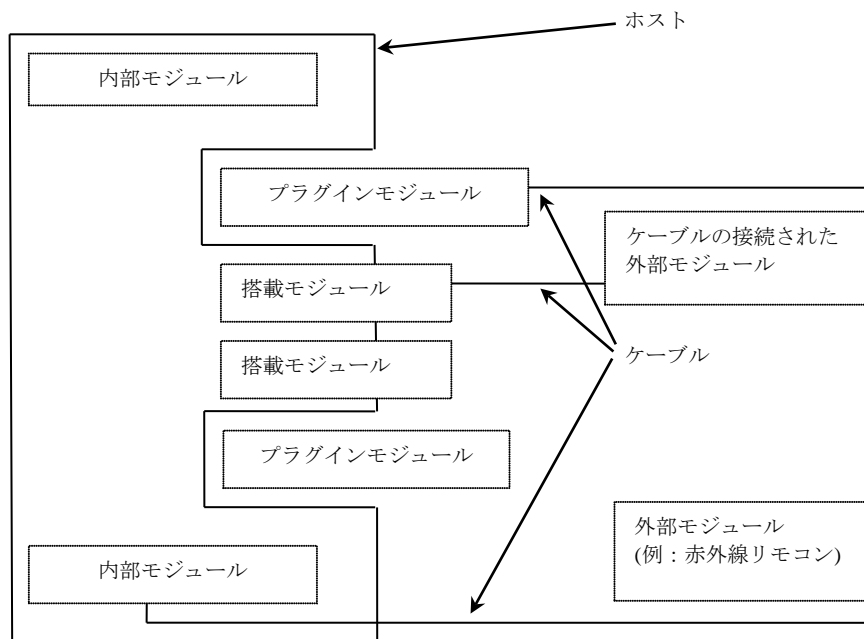 ホスト
内部モジュール
プラグインモジュール
ケーブルの接続された
外部モジュール
搭載モジュール
搭載モジュール
ケーブル
プラグインモジュール
外部モジュール
(例：赤外線リモコン)
内部モジュール